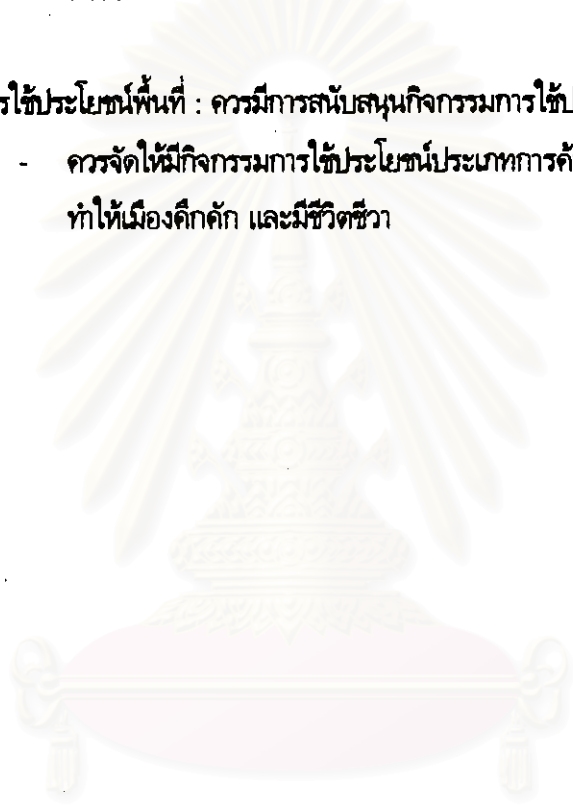 รใช้ประโยชน์พื้นที่ : ควรมีการสนับสนุนกิจกรรมการใช้ป
- ควรจัดให้มีกิจกรรมการใช้ประโยชน์ประเภทการค้
ทำให้เมืองคึกคัก และมีชีวิตชีวา